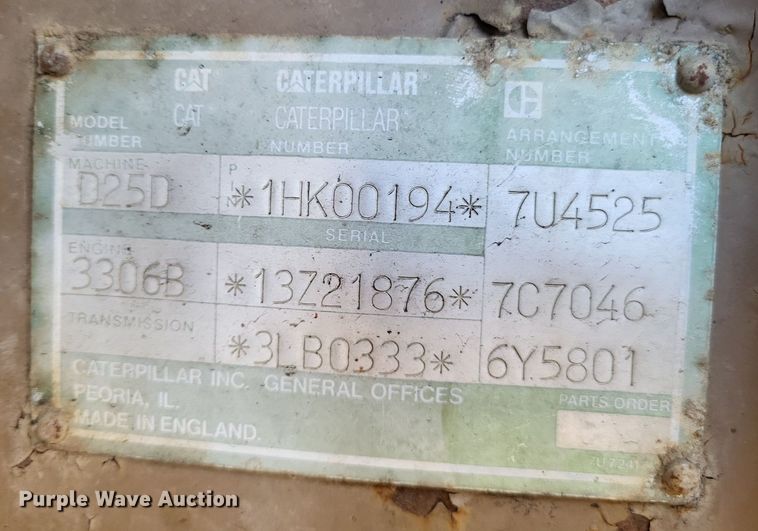 CAT CATERPILLAR
CAT CATERPILLAR
MODEL NUMBER NUMBER ARRANGEMENT NUMBER
MACHINE
D25D PIN *1HK00194* 7U4525
SERIAL
ENGINE
3306B *13Z21876* 7C7046
TRANSMISSION
*3LB0333* 6Y5801
CATERPILLAR INC. GENERAL OFFICES
PEORIA, IL.
MADE IN ENGLAND.
PARTS ORDER
Purple Wave Auction